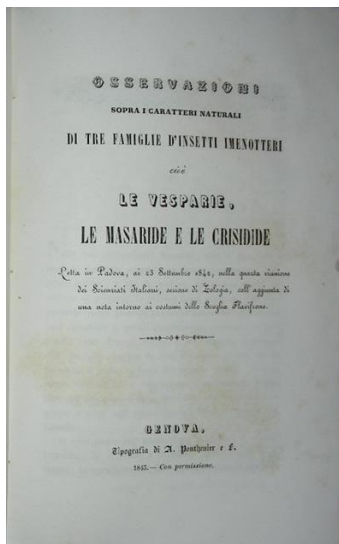 OSSERVAZIONI
SOPRA I CARATTERI NATURALI
DI TRE FAMIGLIE D'INSETTI IMENOTTERI
cioè
LE VESPARIE,
LE MASARIDE E LE CRISIDIDE
Letta in Padova, ai 23 Settembre 1842, nella quarta riunione
dei Scienziati Italiani, sezione di Zologia, coll'aggiunta di
una nota intorno ai costumi delle Scoglia Flavifrons.
GENOVA,
Tipografia di A. Ponthenier e F.
1843. — Con permissione.